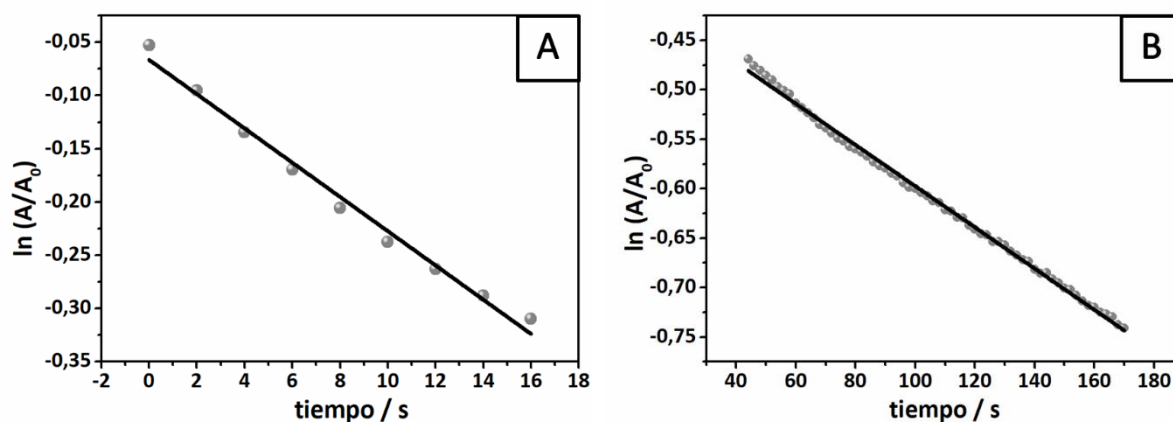 A
ln (A/A0)
-0,05
-0,10
-0,15
-0,20
-0,25
-0,30
-0,35
-2 0 2 4 6 8 10 12 14 16 18
tiempo / s
B
ln (A/A0)
-0,45
-0,50
-0,55
-0,60
-0,65
-0,70
-0,75
40 60 80 100 120 140 160 180
tiempo / s